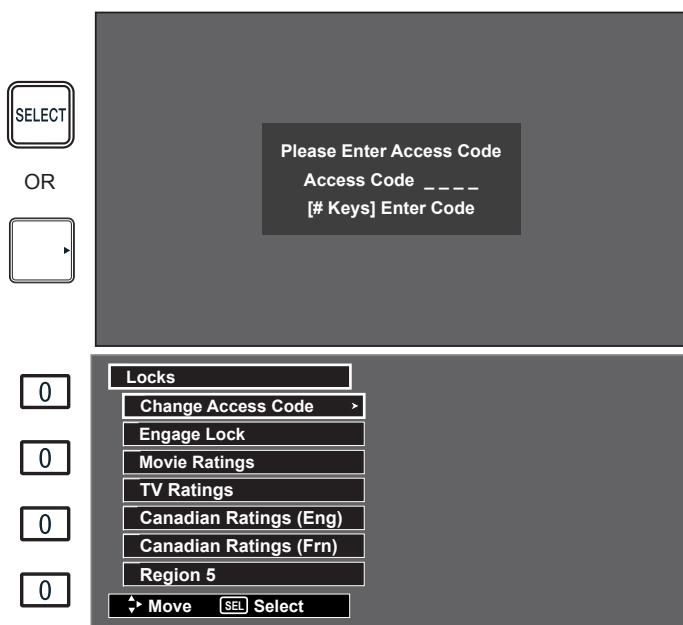 SELECT
OR
Please Enter Access Code
Access Code _ _ _ _
[# Keys] Enter Code
0
0
0
0
Locks
Change Access Code
Engage Lock
Movie Ratings
TV Ratings
Canadian Ratings (Eng)
Canadian Ratings (Frn)
Region 5
Move SEL Select